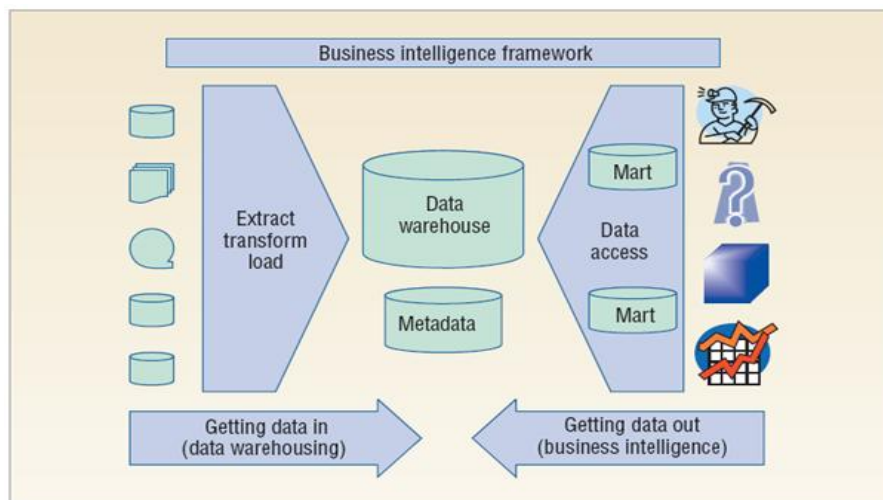 Business intelligence framework
Extract
transform
load
Data
warehouse
Metadata
Mart
Data
access
Mart
Getting data in
(data warehousing)
Getting data out
(business intelligence)